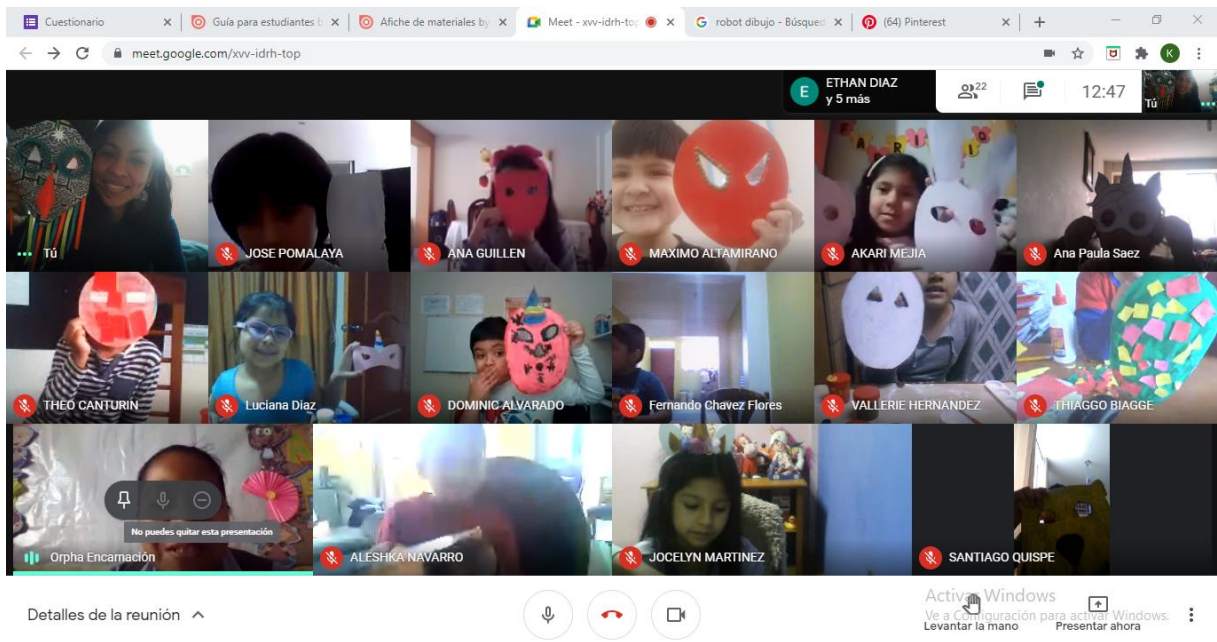 Cuestionario
Guía para estudiantes b
Afiche de materiales by
Meet - xvv-idrh-top
robot dibujo - Búsqued
(64) Pinterest
meet.google.com/xvv-idrh-top
K
E
ETHAN DIAZ
y 5 más
22
12:47
Tú
Tú
JOSE POMALAYA
ANA GUILLEN
MAXIMO ALTAMIRANO
AKARI MEJIA
Ana Paula Saez
THEO CANTURIN
Luciana Diaz
DOMINIC ALVARADO
Fernando Chavez Flores
VALLERIE HERNANDEZ
THIAGGO BIAGGE
No puedes quitar esta presentación
Orpha Encarnación
ALESHKA NAVARRO
JOCELYN MARTINEZ
SANTIAGO QUISPE
Detalles de la reunión
Activar Windows
Ve a Configuración para activar Windows.
Levantar la mano
Presentar ahora